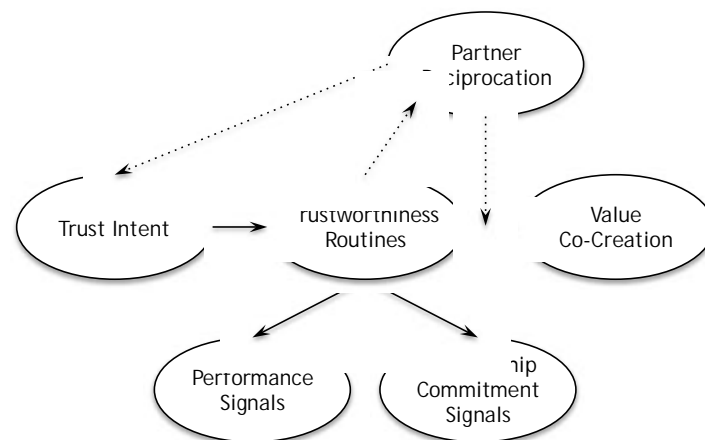 Partner
Trust Intent
Routines
Value
Co-Creation
Performance
Signals
Commitment
Signals